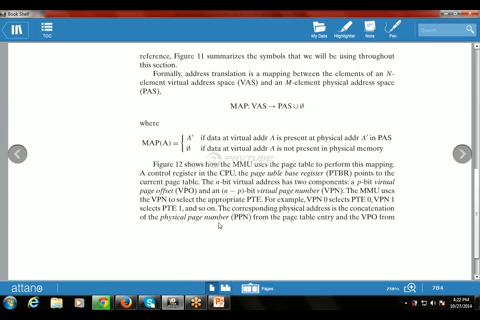 Book Shelf
TOC
My Data
Highlighter
Note
Pen
Search
reference, Figure 11 summarizes the symbols that we will be using throughout
this section.
Formally, address translation is a mapping between the elements of an N-
element virtual address space (VAS) and an M-element physical address space
(PAS),
MAP: VAS → PAS ∪ ∅
where
MAP(A) = { A′ if data at virtual addr A is present at physical addr A′ in PAS
∅ if data at virtual addr A is not present in physical memory
Figure 12 shows how the MMU uses the page table to perform this mapping.
A control register in the CPU, the page table base register (PTBR) points to the
current page table. The n-bit virtual address has two components: a p-bit virtual
page offset (VPO) and an (n − p)-bit virtual page number (VPN). The MMU uses
the VPN to select the appropriate PTE. For example, VPN 0 selects PTE 0, VPN 1
selects PTE 1, and so on. The corresponding physical address is the concatenation
of the physical page number (PPN) from the page table entry and the VPO from
attano
Pages
784
4:22 PM
10/27/2014